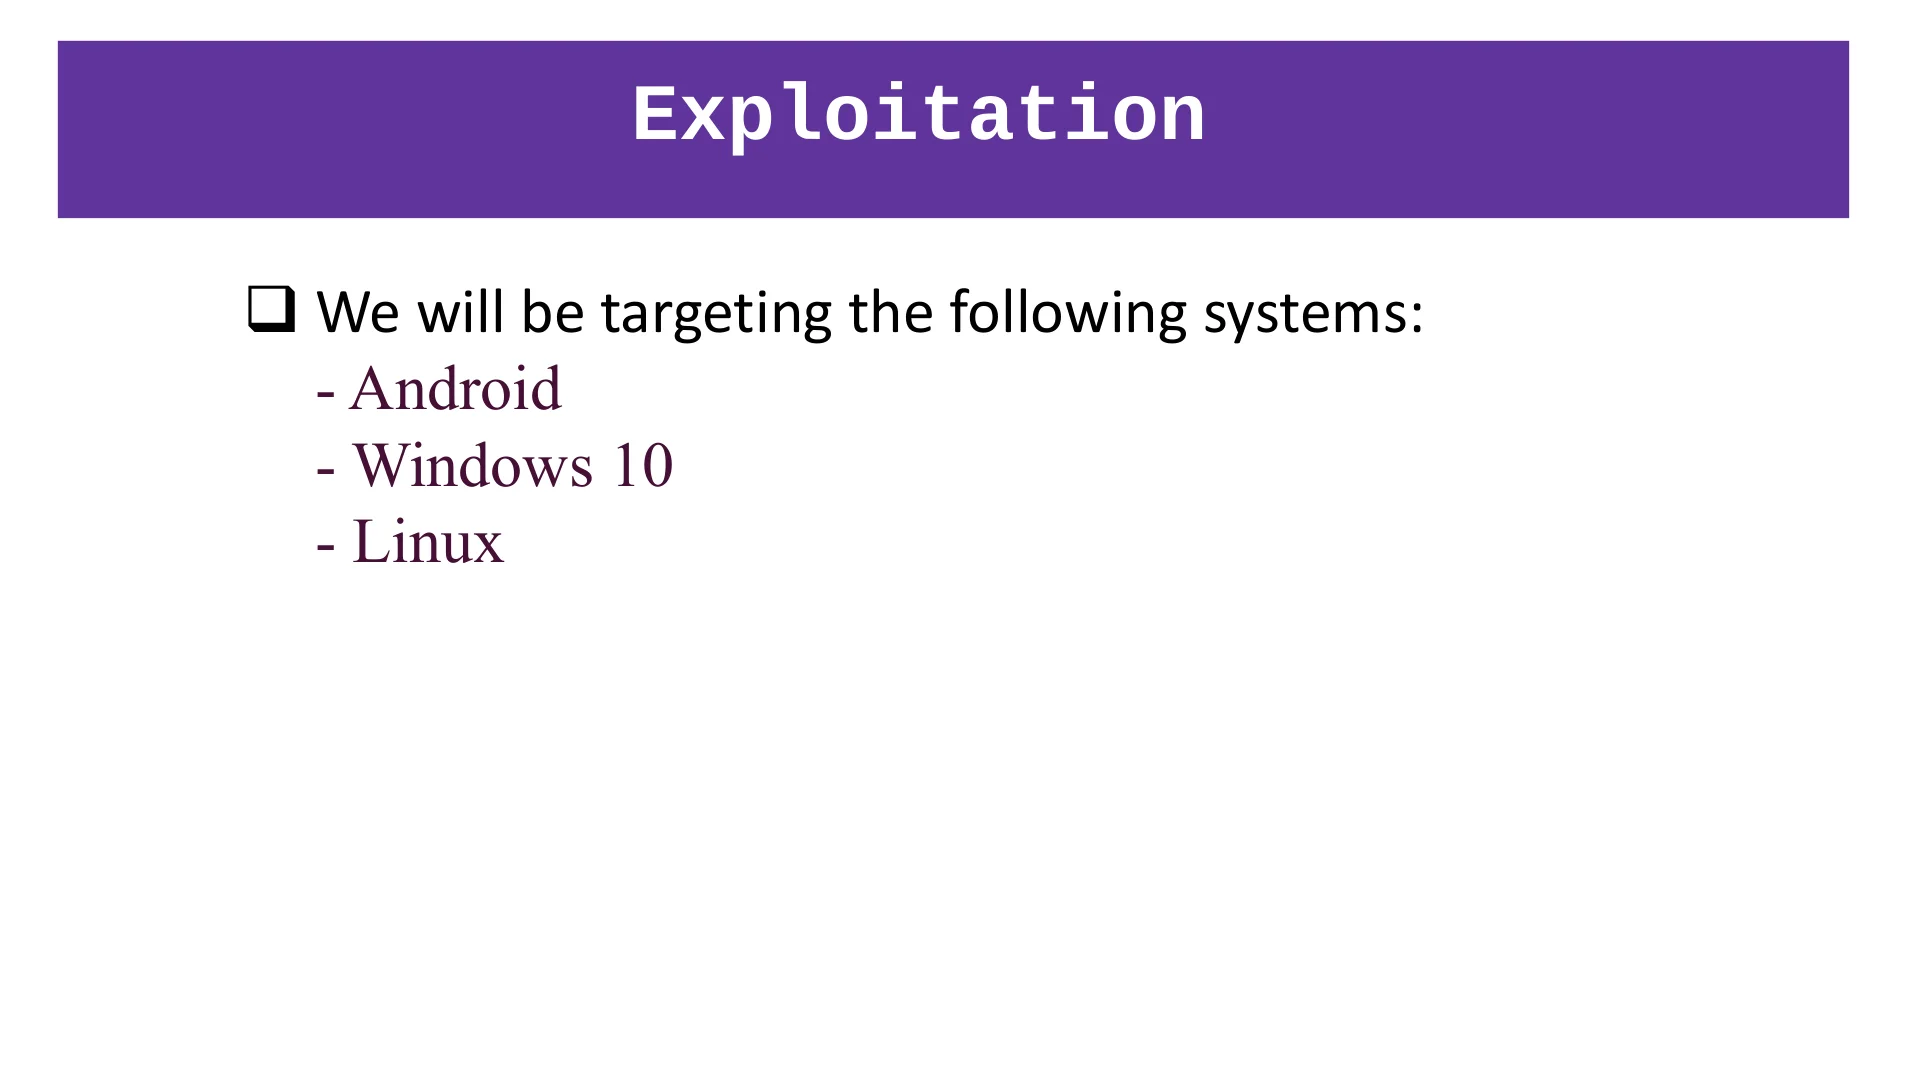 Exploitation
❑ We will be targeting the following systems:
- Android
- Windows 10
- Linux